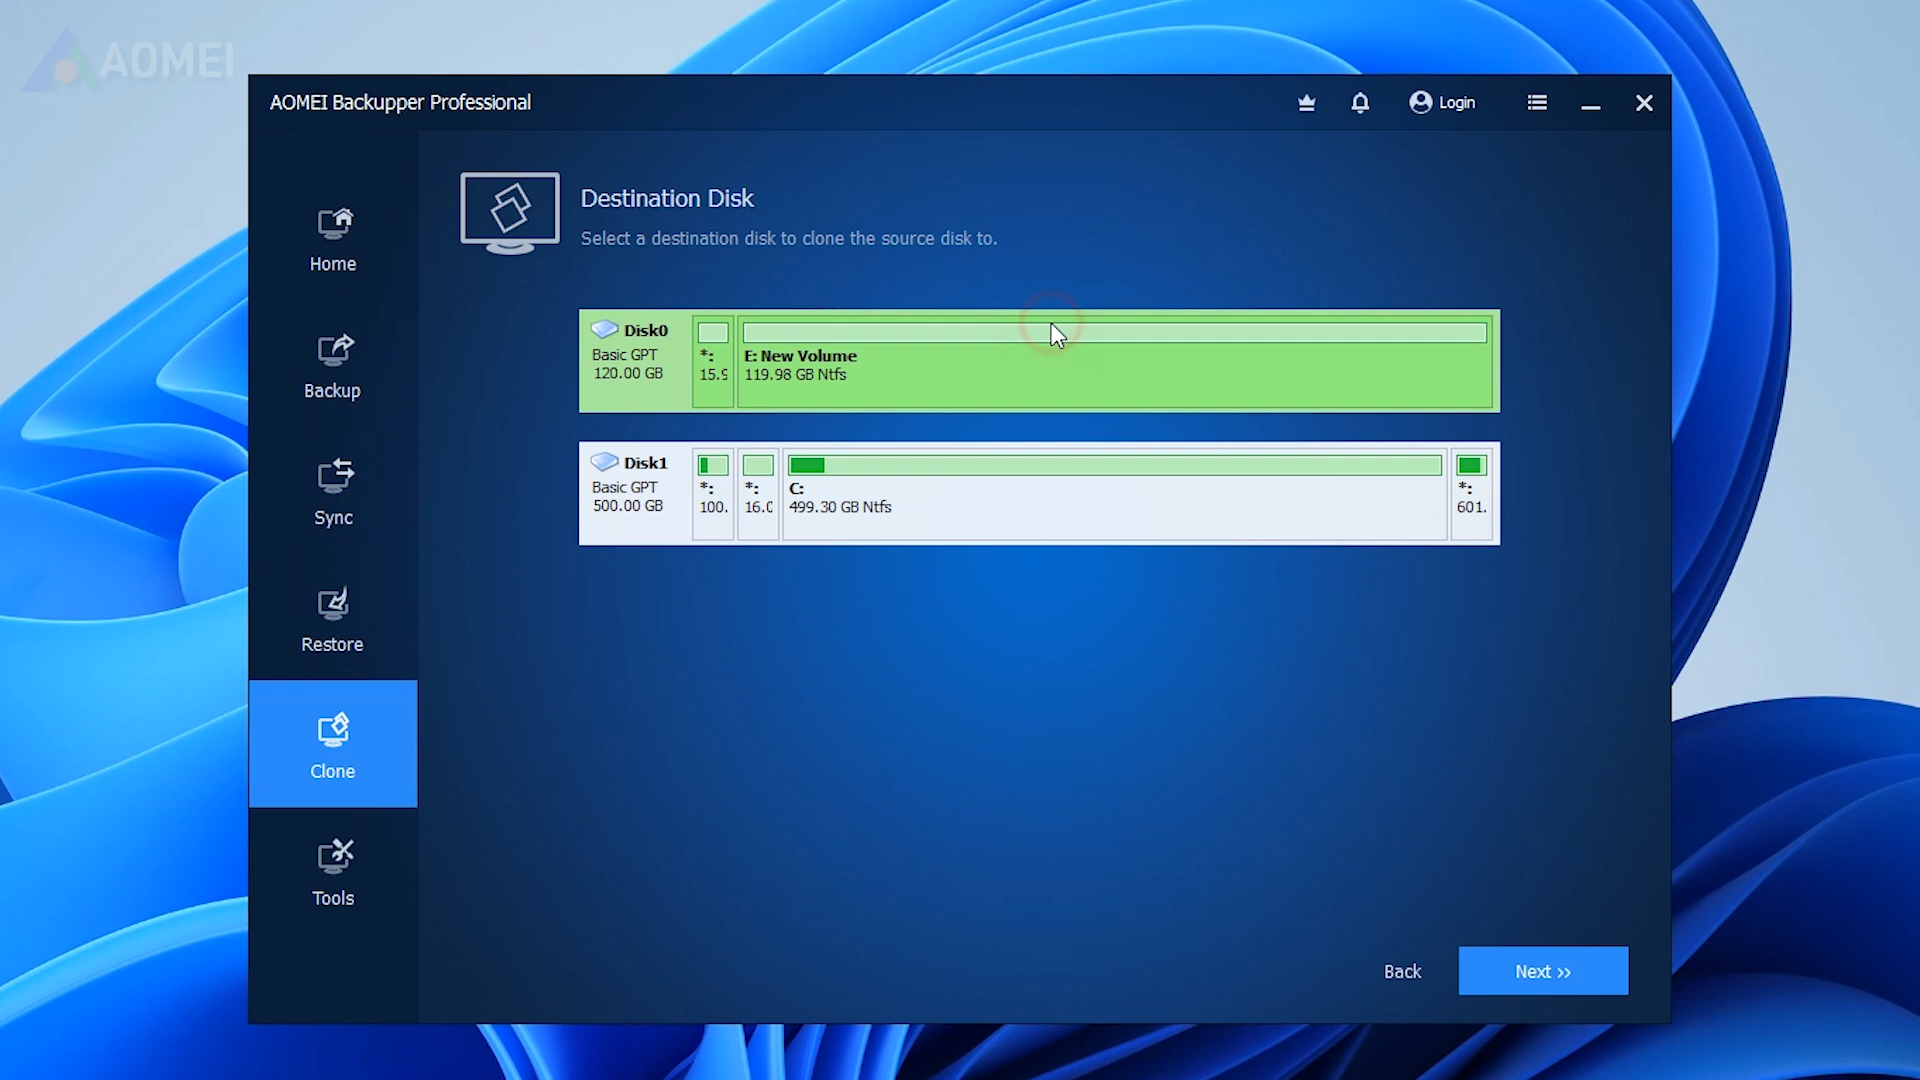 AOMEI
AOMEI Backupper Professional
Login
Home
Backup
Sync
Restore
Clone
Tools
Destination Disk
Select a destination disk to clone the source disk to.
Disk0
Basic GPT
120.00 GB
*:
15.9
E: New Volume
119.98 GB Ntfs
Disk1
Basic GPT
500.00 GB
*:
100.
*:
16.0
C:
499.30 GB Ntfs
*:
601.
Back
Next >>